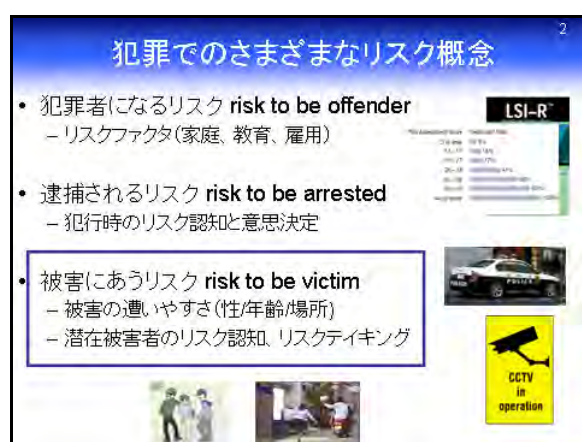 2
犯罪でのさまざまなリスク概念
• 犯罪者になるリスク risk to be offender
– リスクファクタ(家庭、教育、雇用)
• 逮捕されるリスク risk to be arrested
– 犯行時のリスク認知と意思決定
• 被害にあうリスク risk to be victim
– 被害の遭いやすさ(性/年齢/場所)
– 潜在被害者のリスク認知、リスクテイキング
LSI-R™
POLICE
CCTV
in
operation